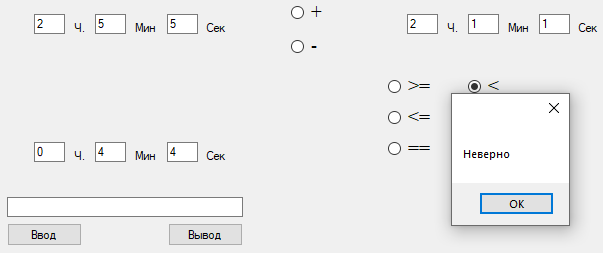 2 Ч. 5 Мин 5 Сек + 2 Ч. 1 Мин 1 Сек
-
>= <
<=
==
Неверно
0 Ч. 4 Мин 4 Сек
OK
Ввод Вывод